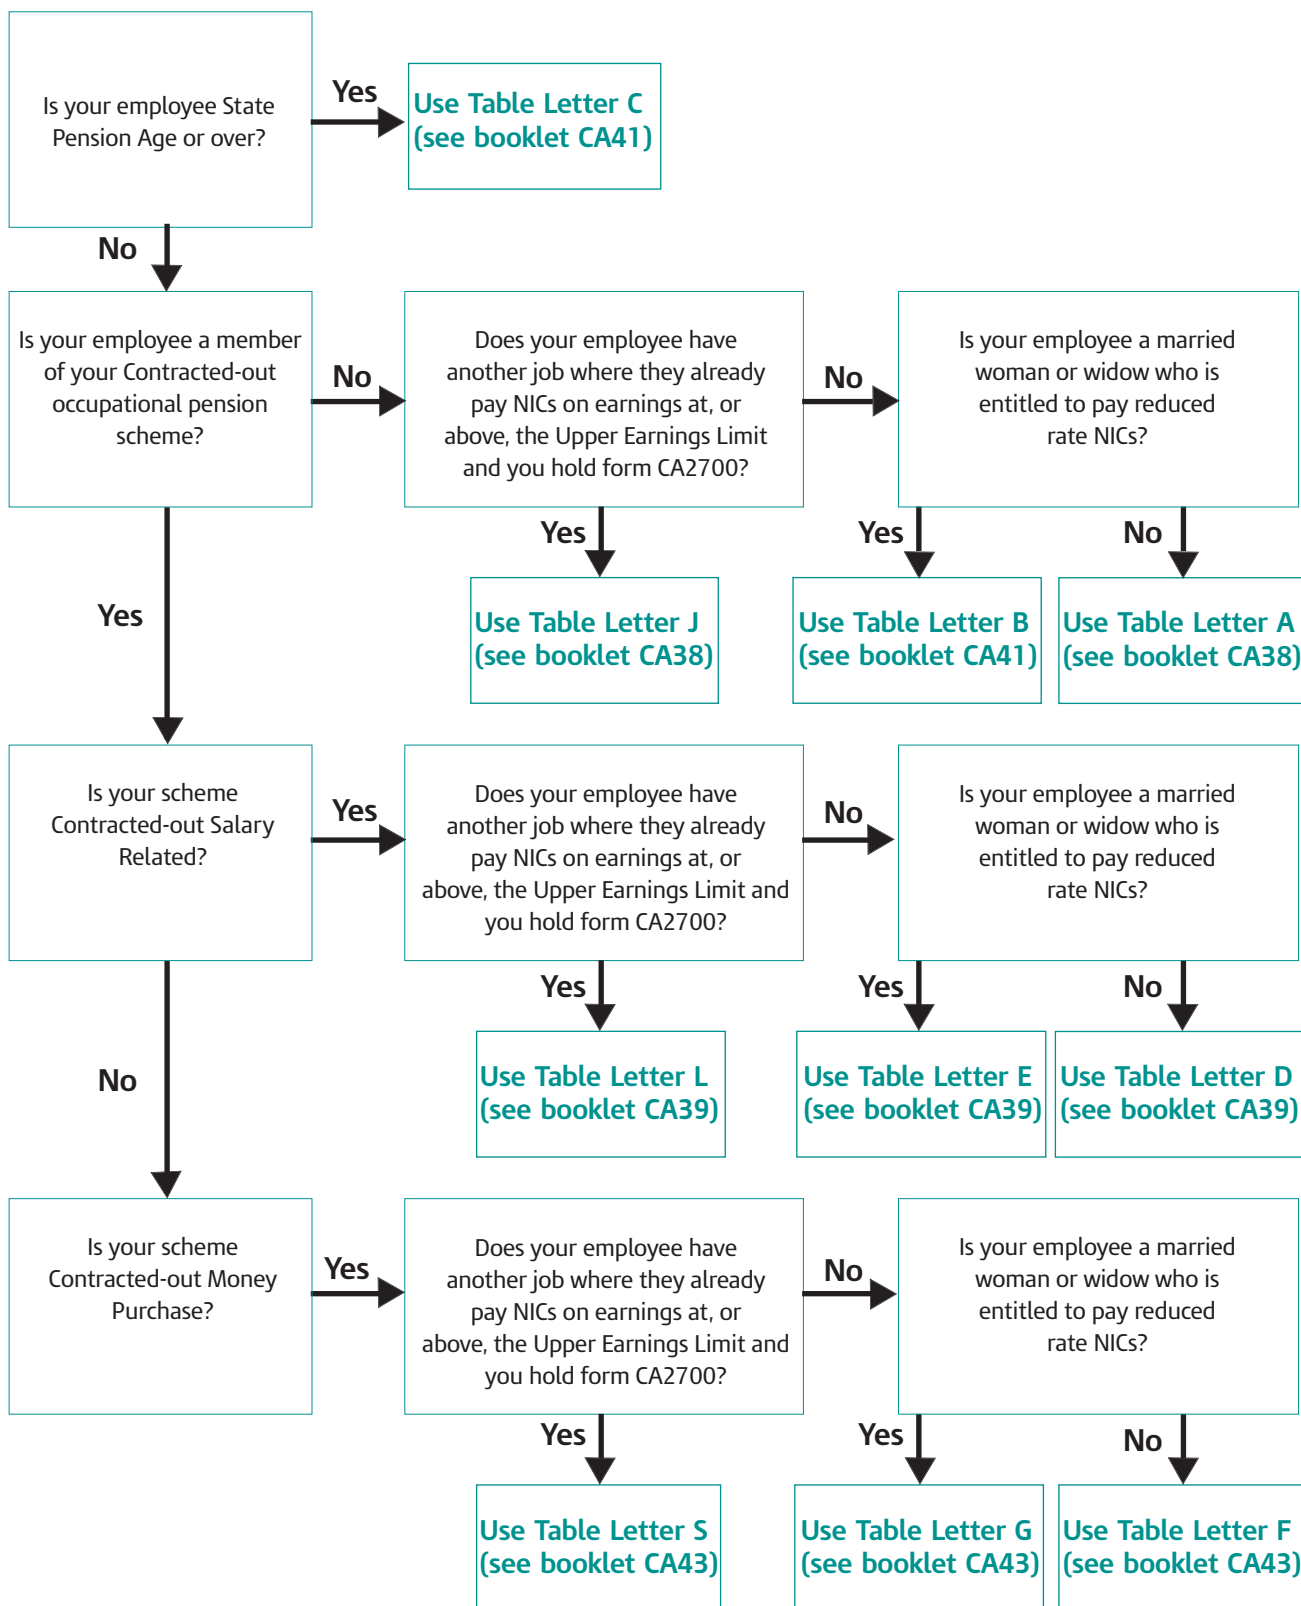 Is your employee State
Pension Age or over?
Yes
Use Table Letter C
(see booklet CA41)
No
Is your employee a member
of your Contracted-out
occupational pension
scheme?
No
Does your employee have
another job where they already
pay NICs on earnings at, or
above, the Upper Earnings Limit
and you hold form CA2700?
No
Is your employee a married
woman or widow who is
entitled to pay reduced
rate NICs?
Yes
Yes
No
Yes
Use Table Letter J
(see booklet CA38)
Use Table Letter B
(see booklet CA41)
Use Table Letter A
(see booklet CA38)
Is your scheme
Contracted-out Salary
Related?
Yes
Does your employee have
another job where they already
pay NICs on earnings at, or
above, the Upper Earnings Limit and
you hold form CA2700?
No
Is your employee a married
woman or widow who is
entitled to pay reduced
rate NICs?
Yes
Yes
No
No
Use Table Letter L
(see booklet CA39)
Use Table Letter E
(see booklet CA39)
Use Table Letter D
(see booklet CA39)
Is your scheme
Contracted-out Money
Purchase?
Yes
Does your employee have
another job where they already
pay NICs on earnings at, or
above, the Upper Earnings Limit and
you hold form CA2700?
No
Is your employee a married
woman or widow who is
entitled to pay reduced
rate NICs?
Yes
Yes
No
Use Table Letter S
(see booklet CA43)
Use Table Letter G
(see booklet CA43)
Use Table Letter F
(see booklet CA43)